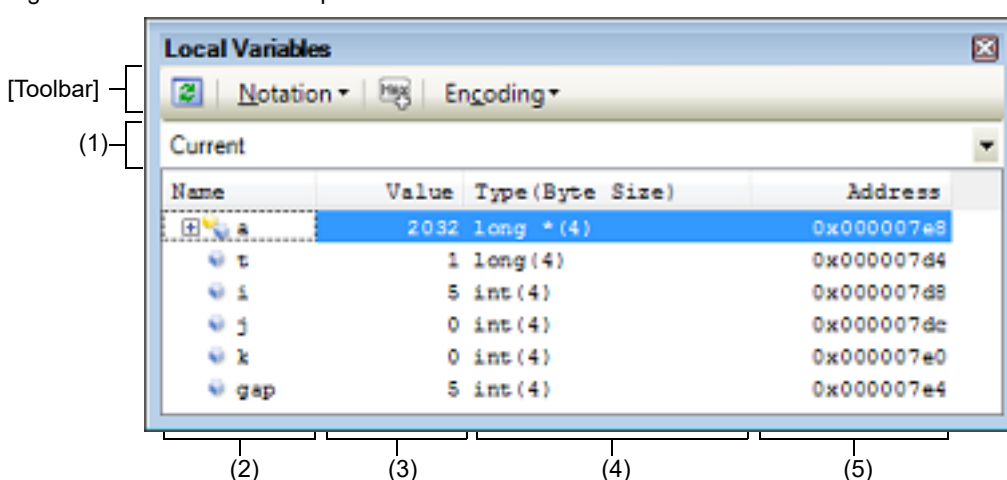 Local Variables
[Toolbar]
Notation
Hex
Encoding
(1)
Current
Name Value Type(Byte Size) Address
a 2032 long *(4) 0x000007e8
t 1 long(4) 0x000007d4
i 5 int(4) 0x000007d8
j 0 int(4) 0x000007dc
k 0 int(4) 0x000007e0
gap 5 int(4) 0x000007e4
(2) (3) (4) (5)